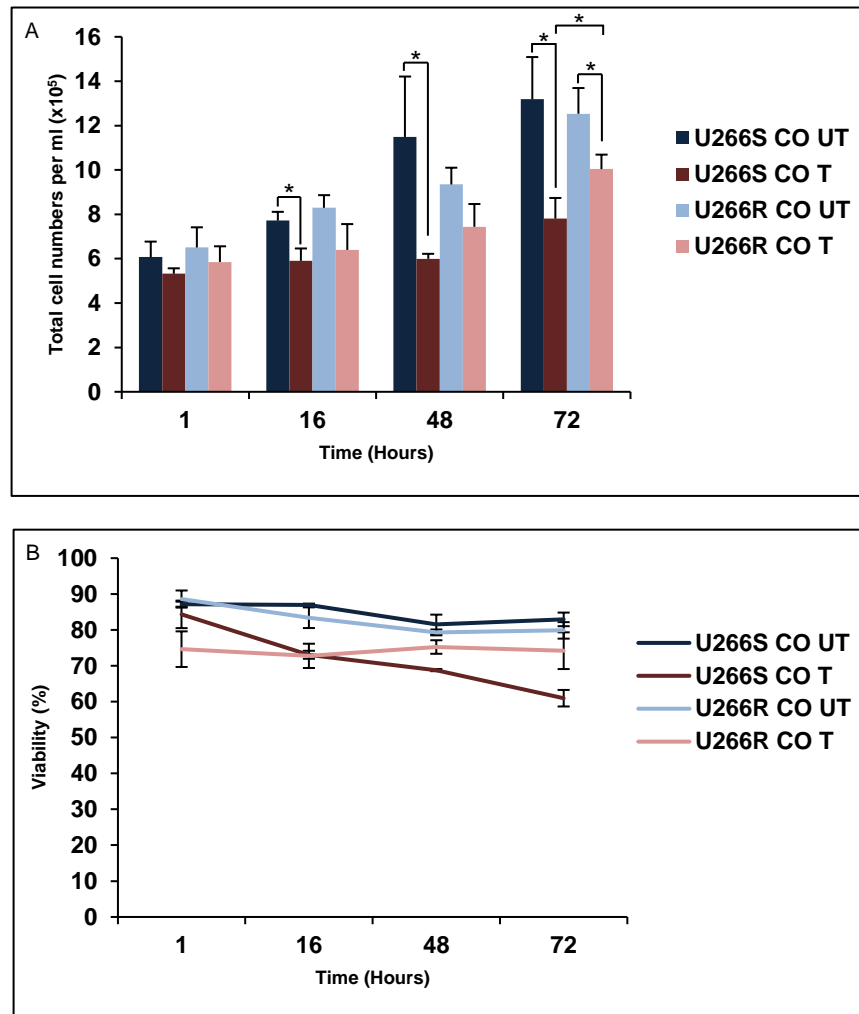 A
16
14
12
10
8
6
4
2
0
Total cell numbers per ml (x10⁵)
*
*
*
*
*
1
16
48
72
Time (Hours)
U266S CO UT
U266S CO T
U266R CO UT
U266R CO T
B
100
90
80
70
60
50
40
30
20
10
0
Viability (%)
1
16
48
72
Time (Hours)
U266S CO UT
U266S CO T
U266R CO UT
U266R CO T